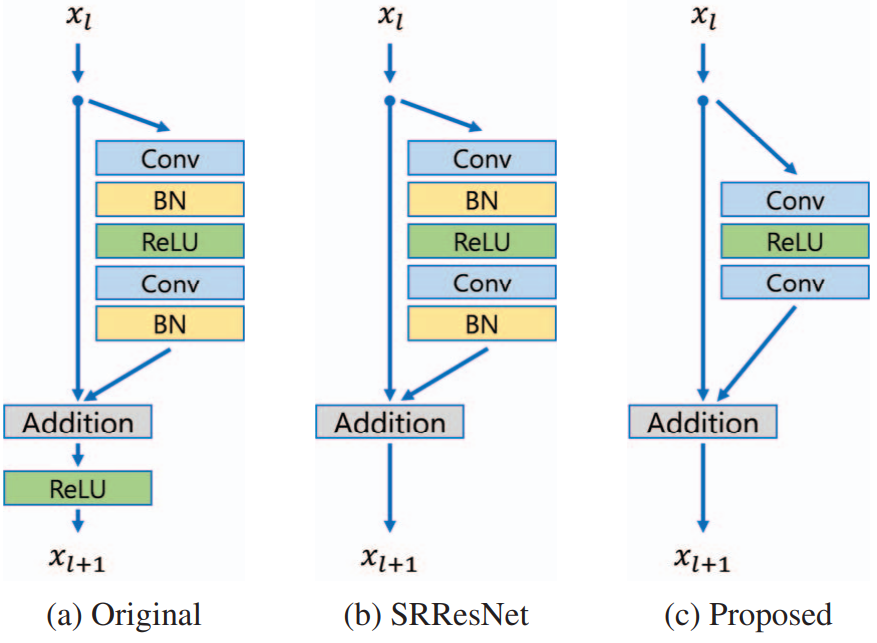 x_l
Conv
BN
ReLU
Conv
BN
Addition
ReLU
x_{l+1}
(a) Original
x_l
Conv
BN
ReLU
Conv
BN
Addition
x_{l+1}
(b) SRResNet
x_l
Conv
ReLU
Conv
Addition
x_{l+1}
(c) Proposed